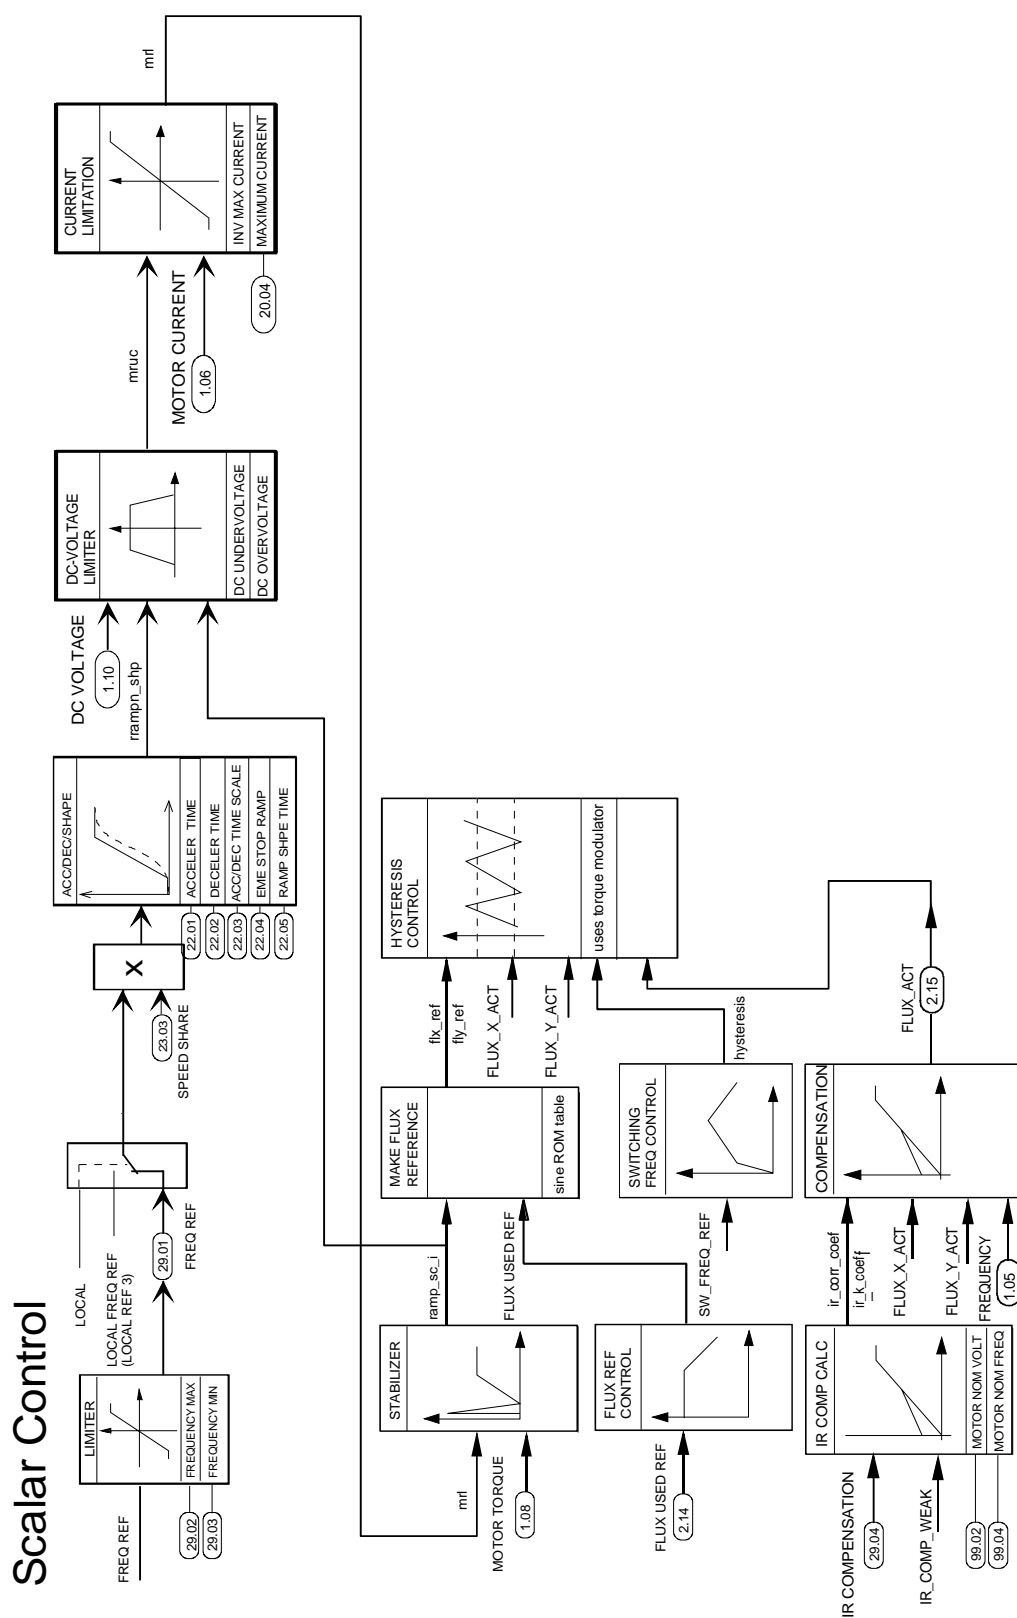 Scalar Control
FREQ REF
LIMITER
FREQUENCY MAX
FREQUENCY MIN
29.02
29.03
LOCAL
LOCAL FREQ REF
(LOCAL REF 3)
29.01
FREQ REF
X
23.03
SPEED SHARE
ACC/DEC/SHAPE
ACCELER TIME
DECELER TIME
ACC/DEC TIME SCALE
EME STOP RAMP
RAMP SHPE TIME
22.01
22.02
22.03
22.04
22.05
rrampn_shp
DC VOLTAGE
1.10
DC-VOLTAGE
LIMITER
DC UNDERVOLTAGE
DC OVERVOLTAGE
mruc
MOTOR CURRENT
1.06
CURRENT
LIMITATION
INV MAX CURRENT
MAXIMUM CURRENT
20.04
mrl
mrl
MOTOR TORQUE
1.08
STABILIZER
ramp_sc_i
FLUX USED REF
MAKE FLUX
REFERENCE
sine ROM table
flx_ref
fly_ref
FLUX_X_ACT
FLUX_Y_ACT
HYSTERESIS
CONTROL
uses torque modulator
FLUX USED REF
2.14
FLUX REF
CONTROL
SW_FREQ_REF
SWITCHING
FREQ CONTROL
hysteresis
IR COMPENSATION
29.04
IR_COMP_WEAK
99.02
99.04
IR COMP CALC
MOTOR NOM VOLT
MOTOR NOM FREQ
ir_corr_coef
ir_k_coeff
FLUX_X_ACT
FLUX_Y_ACT
FREQUENCY
1.05
COMPENSATION
FLUX_ACT
2.15